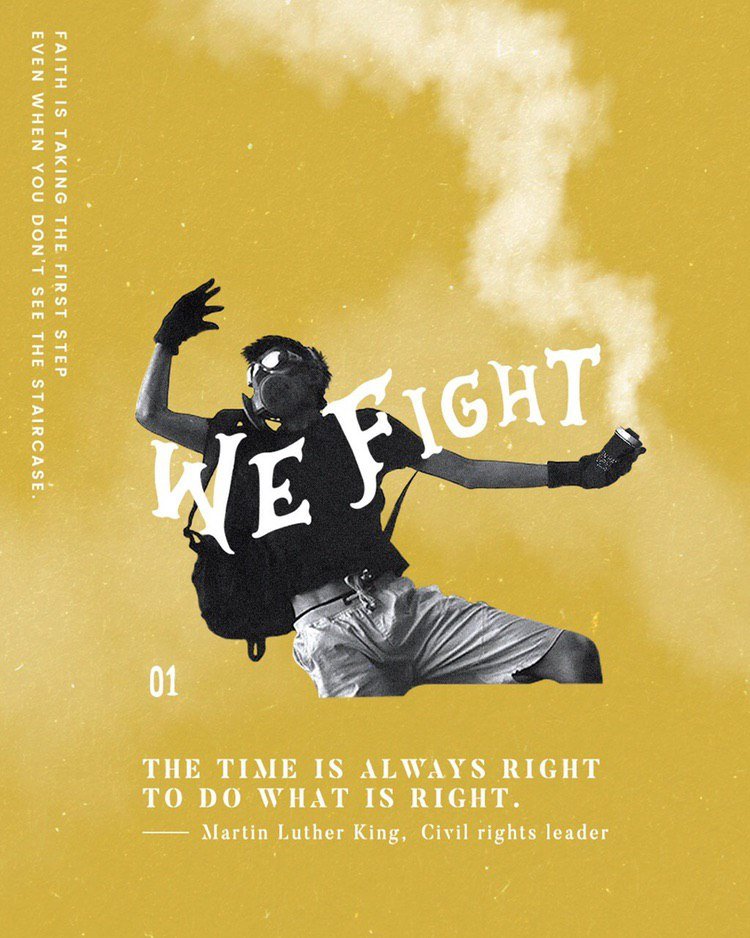 FAITH IS TAKING THE FIRST STEP
EVEN WHEN YOU DON'T SEE THE STAIRCASE.
WE FIGHT
01
THE TIME IS ALWAYS RIGHT
TO DO WHAT IS RIGHT.
Martin Luther King, Civil rights leader